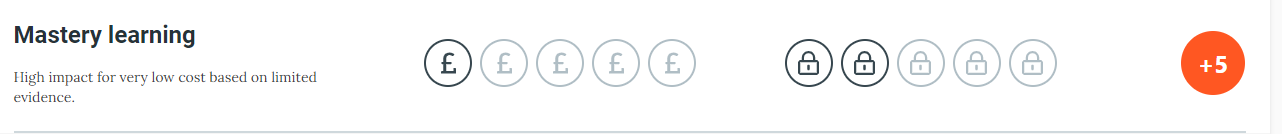 Mastery learning
High impact for very low cost based on limited
evidence.
£ £ £ £ £
+5